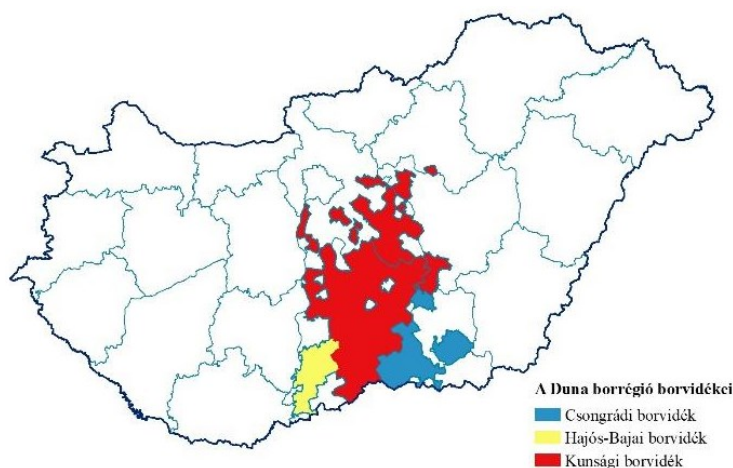 A Duna borrégió borvidékei
Csongrádi borvidék
Hajós-Bajai borvidék
Kunsági borvidék